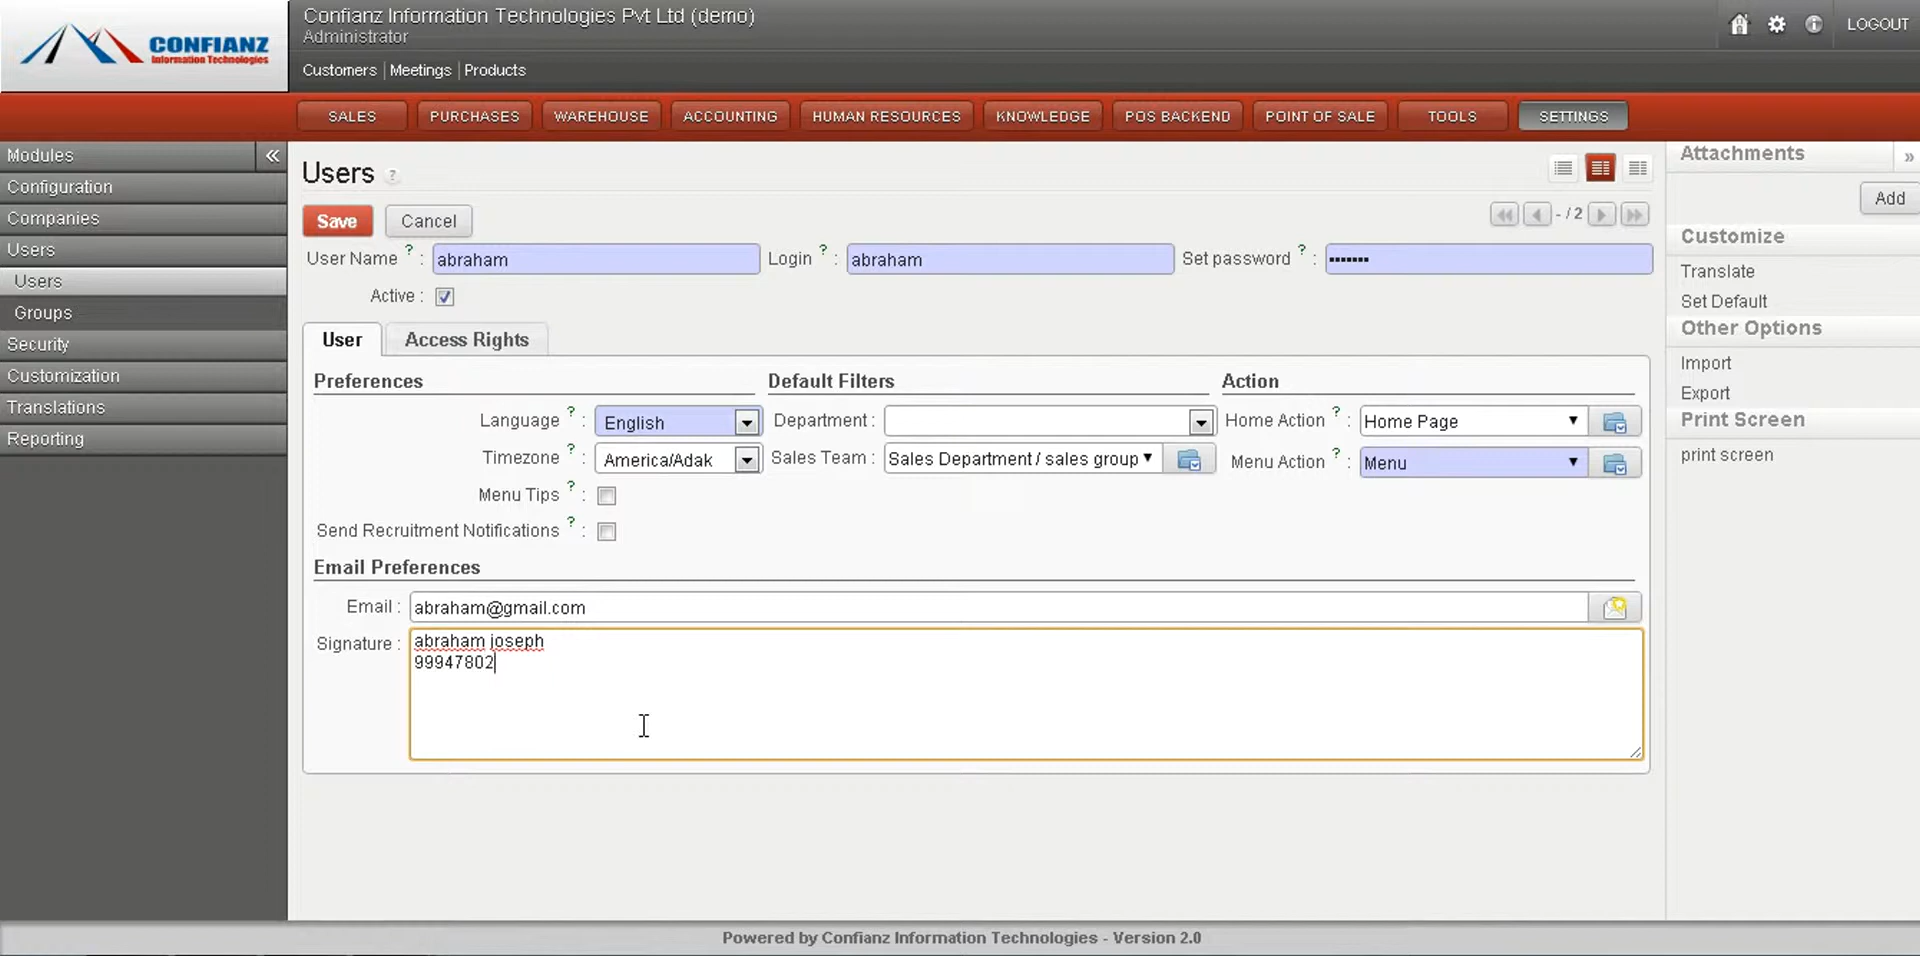 CONFIANZ
Information Technologies
Confianz Information Technologies Pvt Ltd (demo)
Administrator
Customers | Meetings | Products
LOGOUT
SALES
PURCHASES
WAREHOUSE
ACCOUNTING
HUMAN RESOURCES
KNOWLEDGE
POS BACKEND
POINT OF SALE
TOOLS
SETTINGS
Modules
«
Configuration
Companies
Users
Users
Groups
Security
Customization
Translations
Reporting
Users ?
Save
Cancel
- / 2
User Name ? : abraham
Login ? : abraham
Set password ? : •••••••
Active :
User
Access Rights
Preferences
Language ? : English
Timezone ? : America/Adak
Menu Tips ? :
Send Recruitment Notifications ? :
Default Filters
Department :
Sales Team : Sales Department / sales group
Action
Home Action ? : Home Page
Menu Action ? : Menu
Email Preferences
Email : abraham@gmail.com
Signature : abraham joseph
99947802
Attachments
»
Add
Customize
Translate
Set Default
Other Options
Import
Export
Print Screen
print screen
Powered by Confianz Information Technologies - Version 2.0